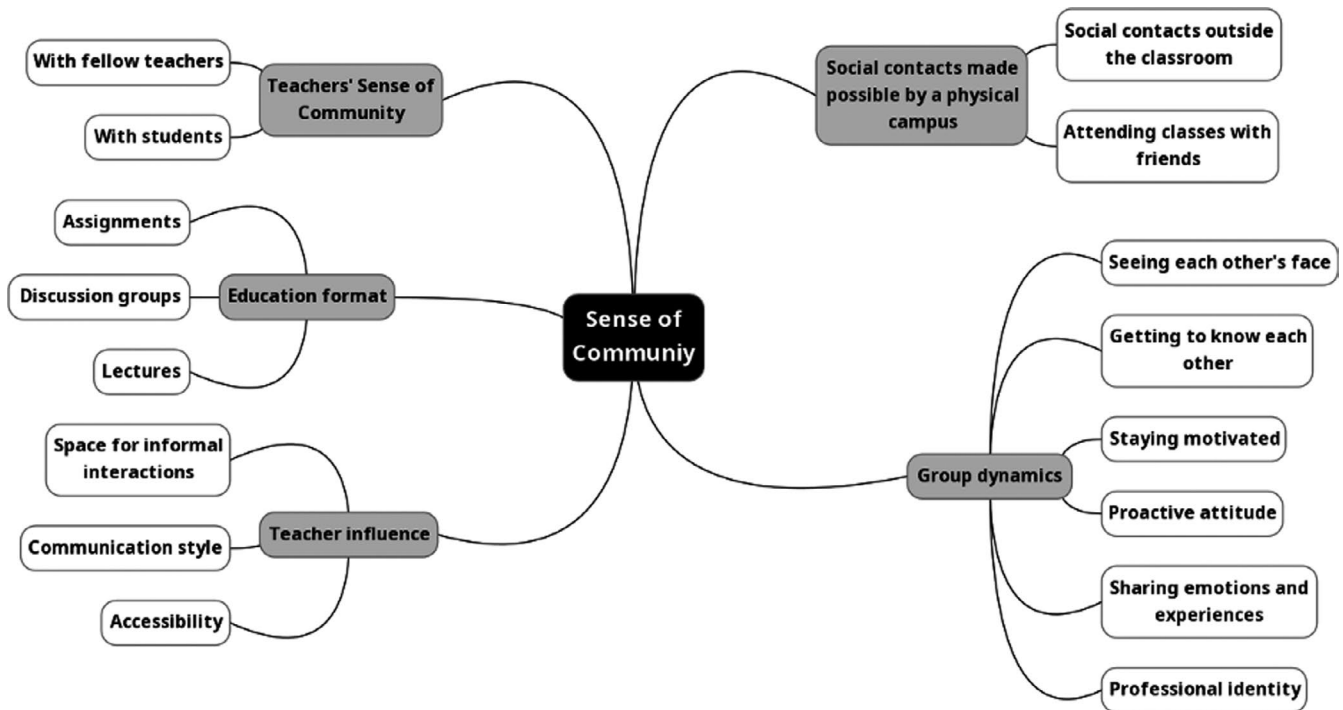 With fellow teachers
Teachers' Sense of
Community
With students
Assignments
Discussion groups
Education format
Lectures
Space for informal
interactions
Communication style
Teacher influence
Accessibility
Sense of
Communiy
Social contacts made
possible by a physical
campus
Social contacts outside
the classroom
Attending classes with
friends
Group dynamics
Seeing each other's face
Getting to know each
other
Staying motivated
Proactive attitude
Sharing emotions and
experiences
Professional identity